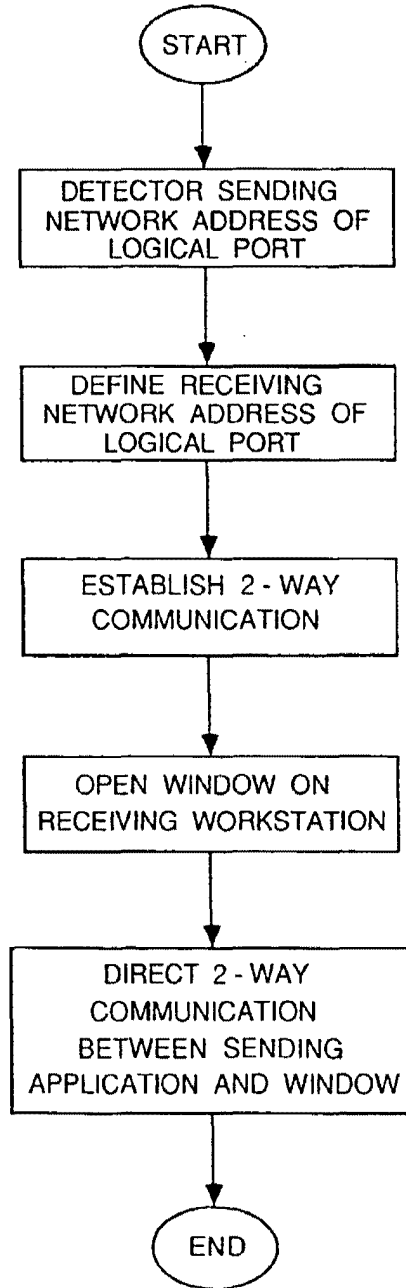 START
DETECTOR SENDING
NETWORK ADDRESS OF
LOGICAL PORT
DEFINE RECEIVING
NETWORK ADDRESS OF
LOGICAL PORT
ESTABLISH 2 - WAY
COMMUNICATION
OPEN WINDOW ON
RECEIVING WORKSTATION
DIRECT 2 - WAY
COMMUNICATION
BETWEEN SENDING
APPLICATION AND WINDOW
END